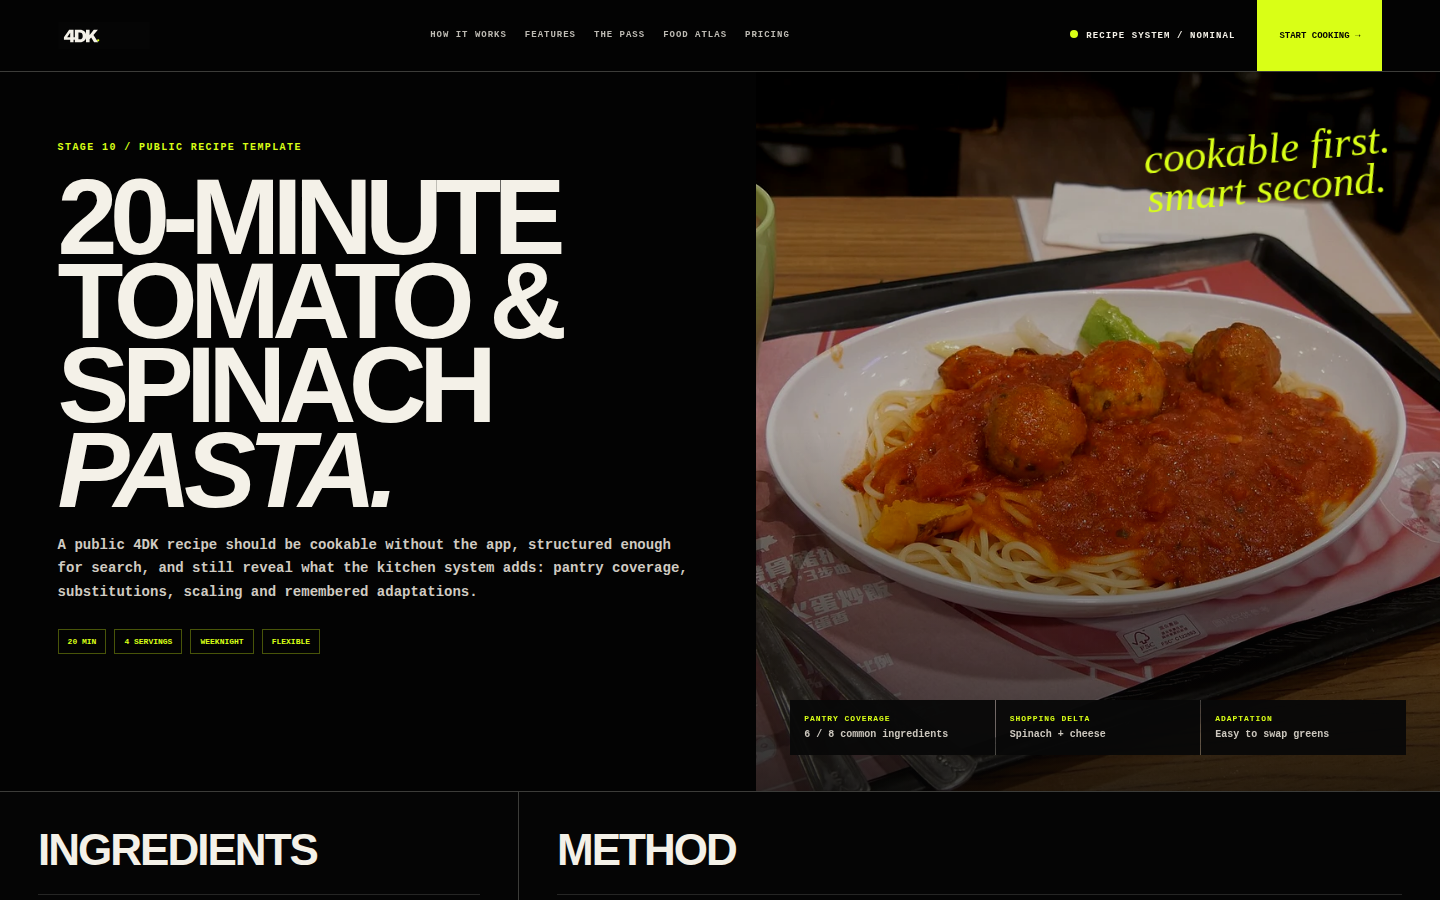 4DK.
HOW IT WORKS FEATURES THE PASS FOOD ATLAS PRICING
RECIPE SYSTEM / NOMINAL
START COOKING →
STAGE 10 / PUBLIC RECIPE TEMPLATE
20-MINUTE
TOMATO &
SPINACH
PASTA.
A public 4DK recipe should be cookable without the app, structured enough
for search, and still reveal what the kitchen system adds: pantry coverage,
substitutions, scaling and remembered adaptations.
20 MIN
4 SERVINGS
WEEKNIGHT
FLEXIBLE
cookable first.
smart second.
PANTRY COVERAGE
6 / 8 common ingredients
SHOPPING DELTA
Spinach + cheese
ADAPTATION
Easy to swap greens
INGREDIENTS
METHOD